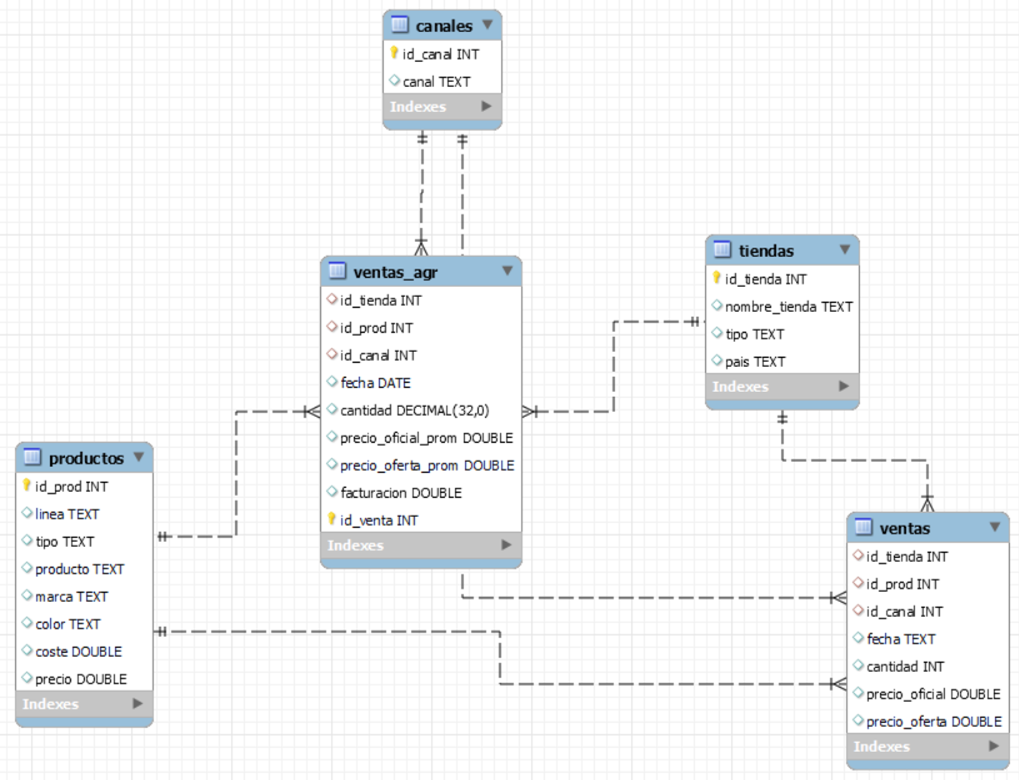 canales
id_canal INT
canal TEXT
Indexes
ventas_agr
id_tienda INT
id_prod INT
id_canal INT
fecha DATE
cantidad DECIMAL(32,0)
precio_oficial_prom DOUBLE
precio_oferta_prom DOUBLE
facturacion DOUBLE
id_venta INT
Indexes
tiendas
id_tienda INT
nombre_tienda TEXT
tipo TEXT
pais TEXT
Indexes
productos
id_prod INT
linea TEXT
tipo TEXT
producto TEXT
marca TEXT
color TEXT
coste DOUBLE
precio DOUBLE
Indexes
ventas
id_tienda INT
id_prod INT
id_canal INT
fecha TEXT
cantidad INT
precio_oficial DOUBLE
precio_oferta DOUBLE
Indexes